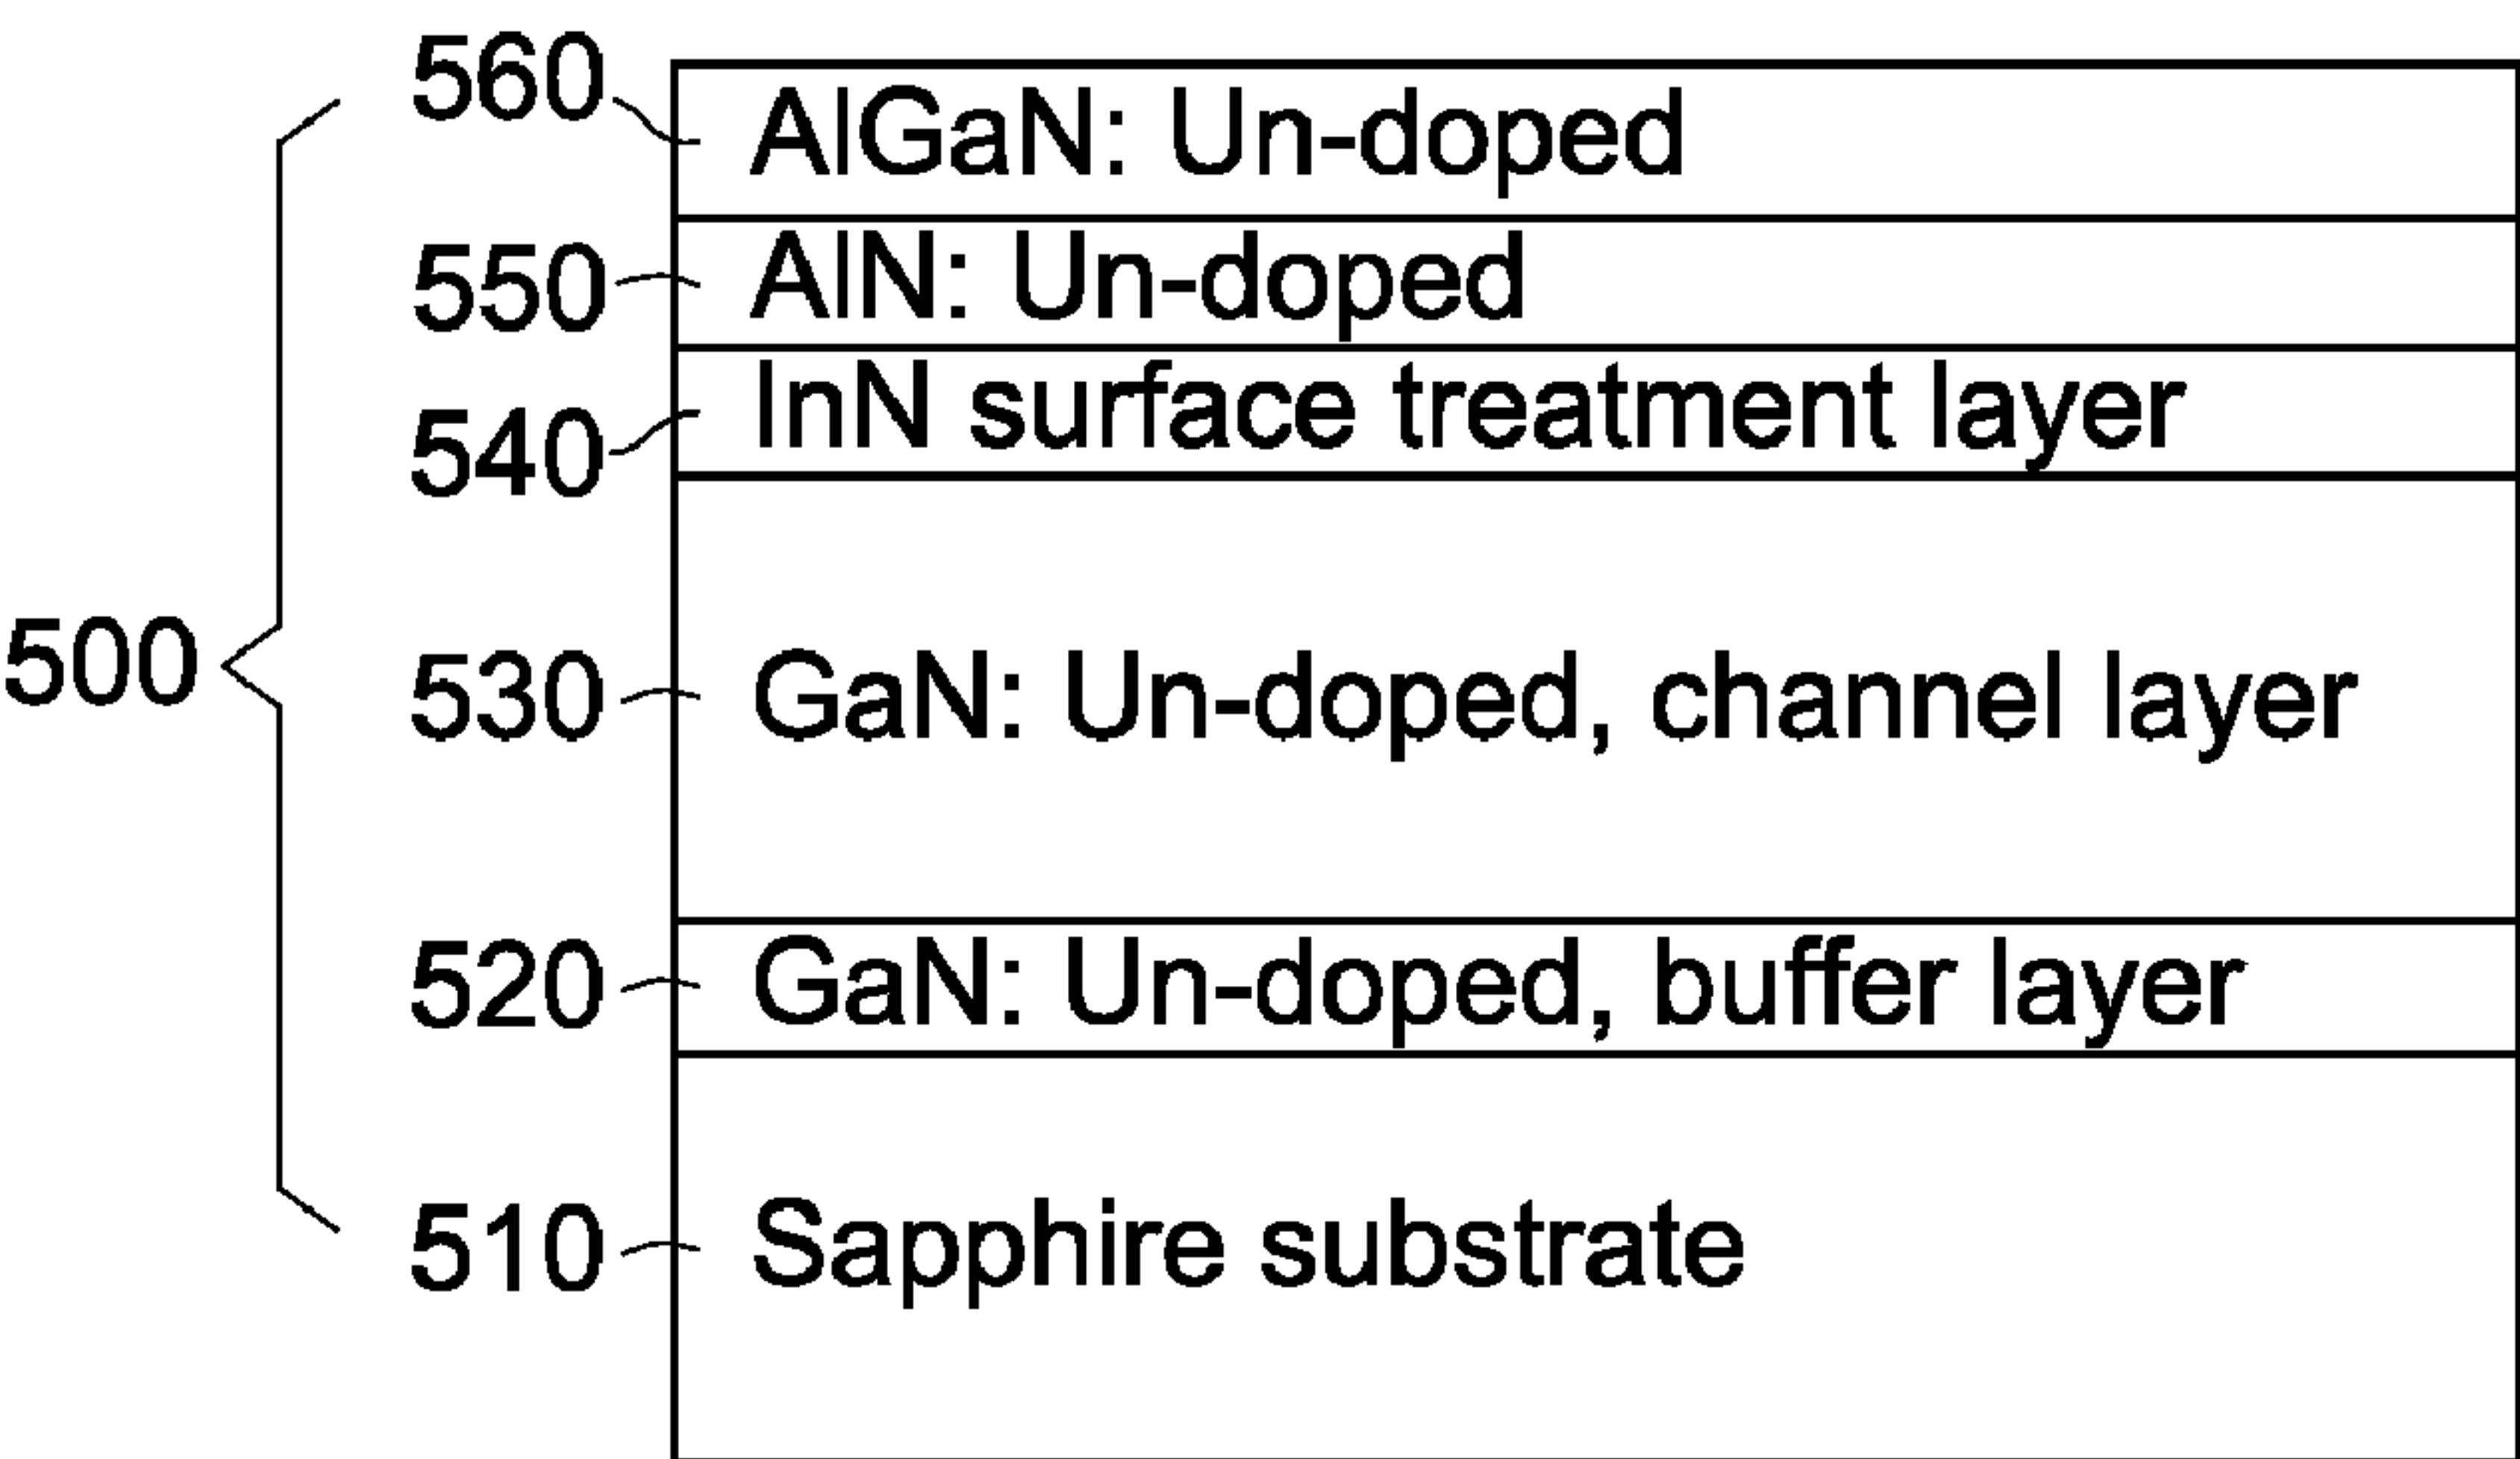 560 AlGaN: Un-doped
550 AlN: Un-doped
540 InN surface treatment layer
500
530 GaN: Un-doped, channel layer
520 GaN: Un-doped, buffer layer
510 Sapphire substrate